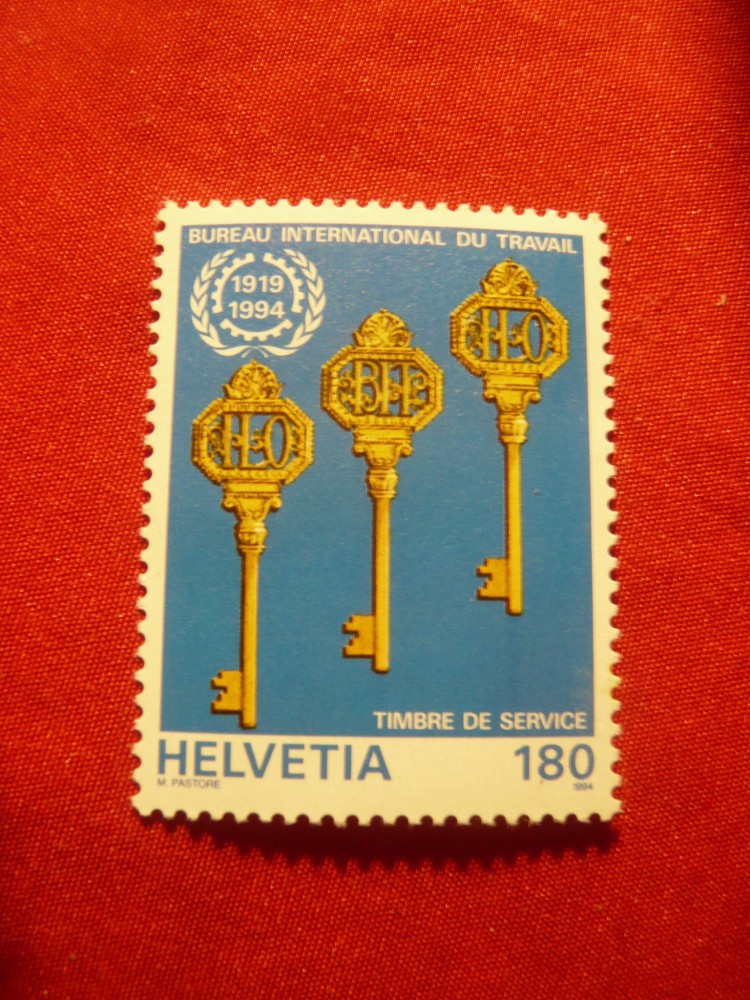 BUREAU INTERNATIONAL DU TRAVAIL
1919
1994
ILO
BIT
ILO
TIMBRE DE SERVICE
HELVETIA 180
M. PASTORE 1994